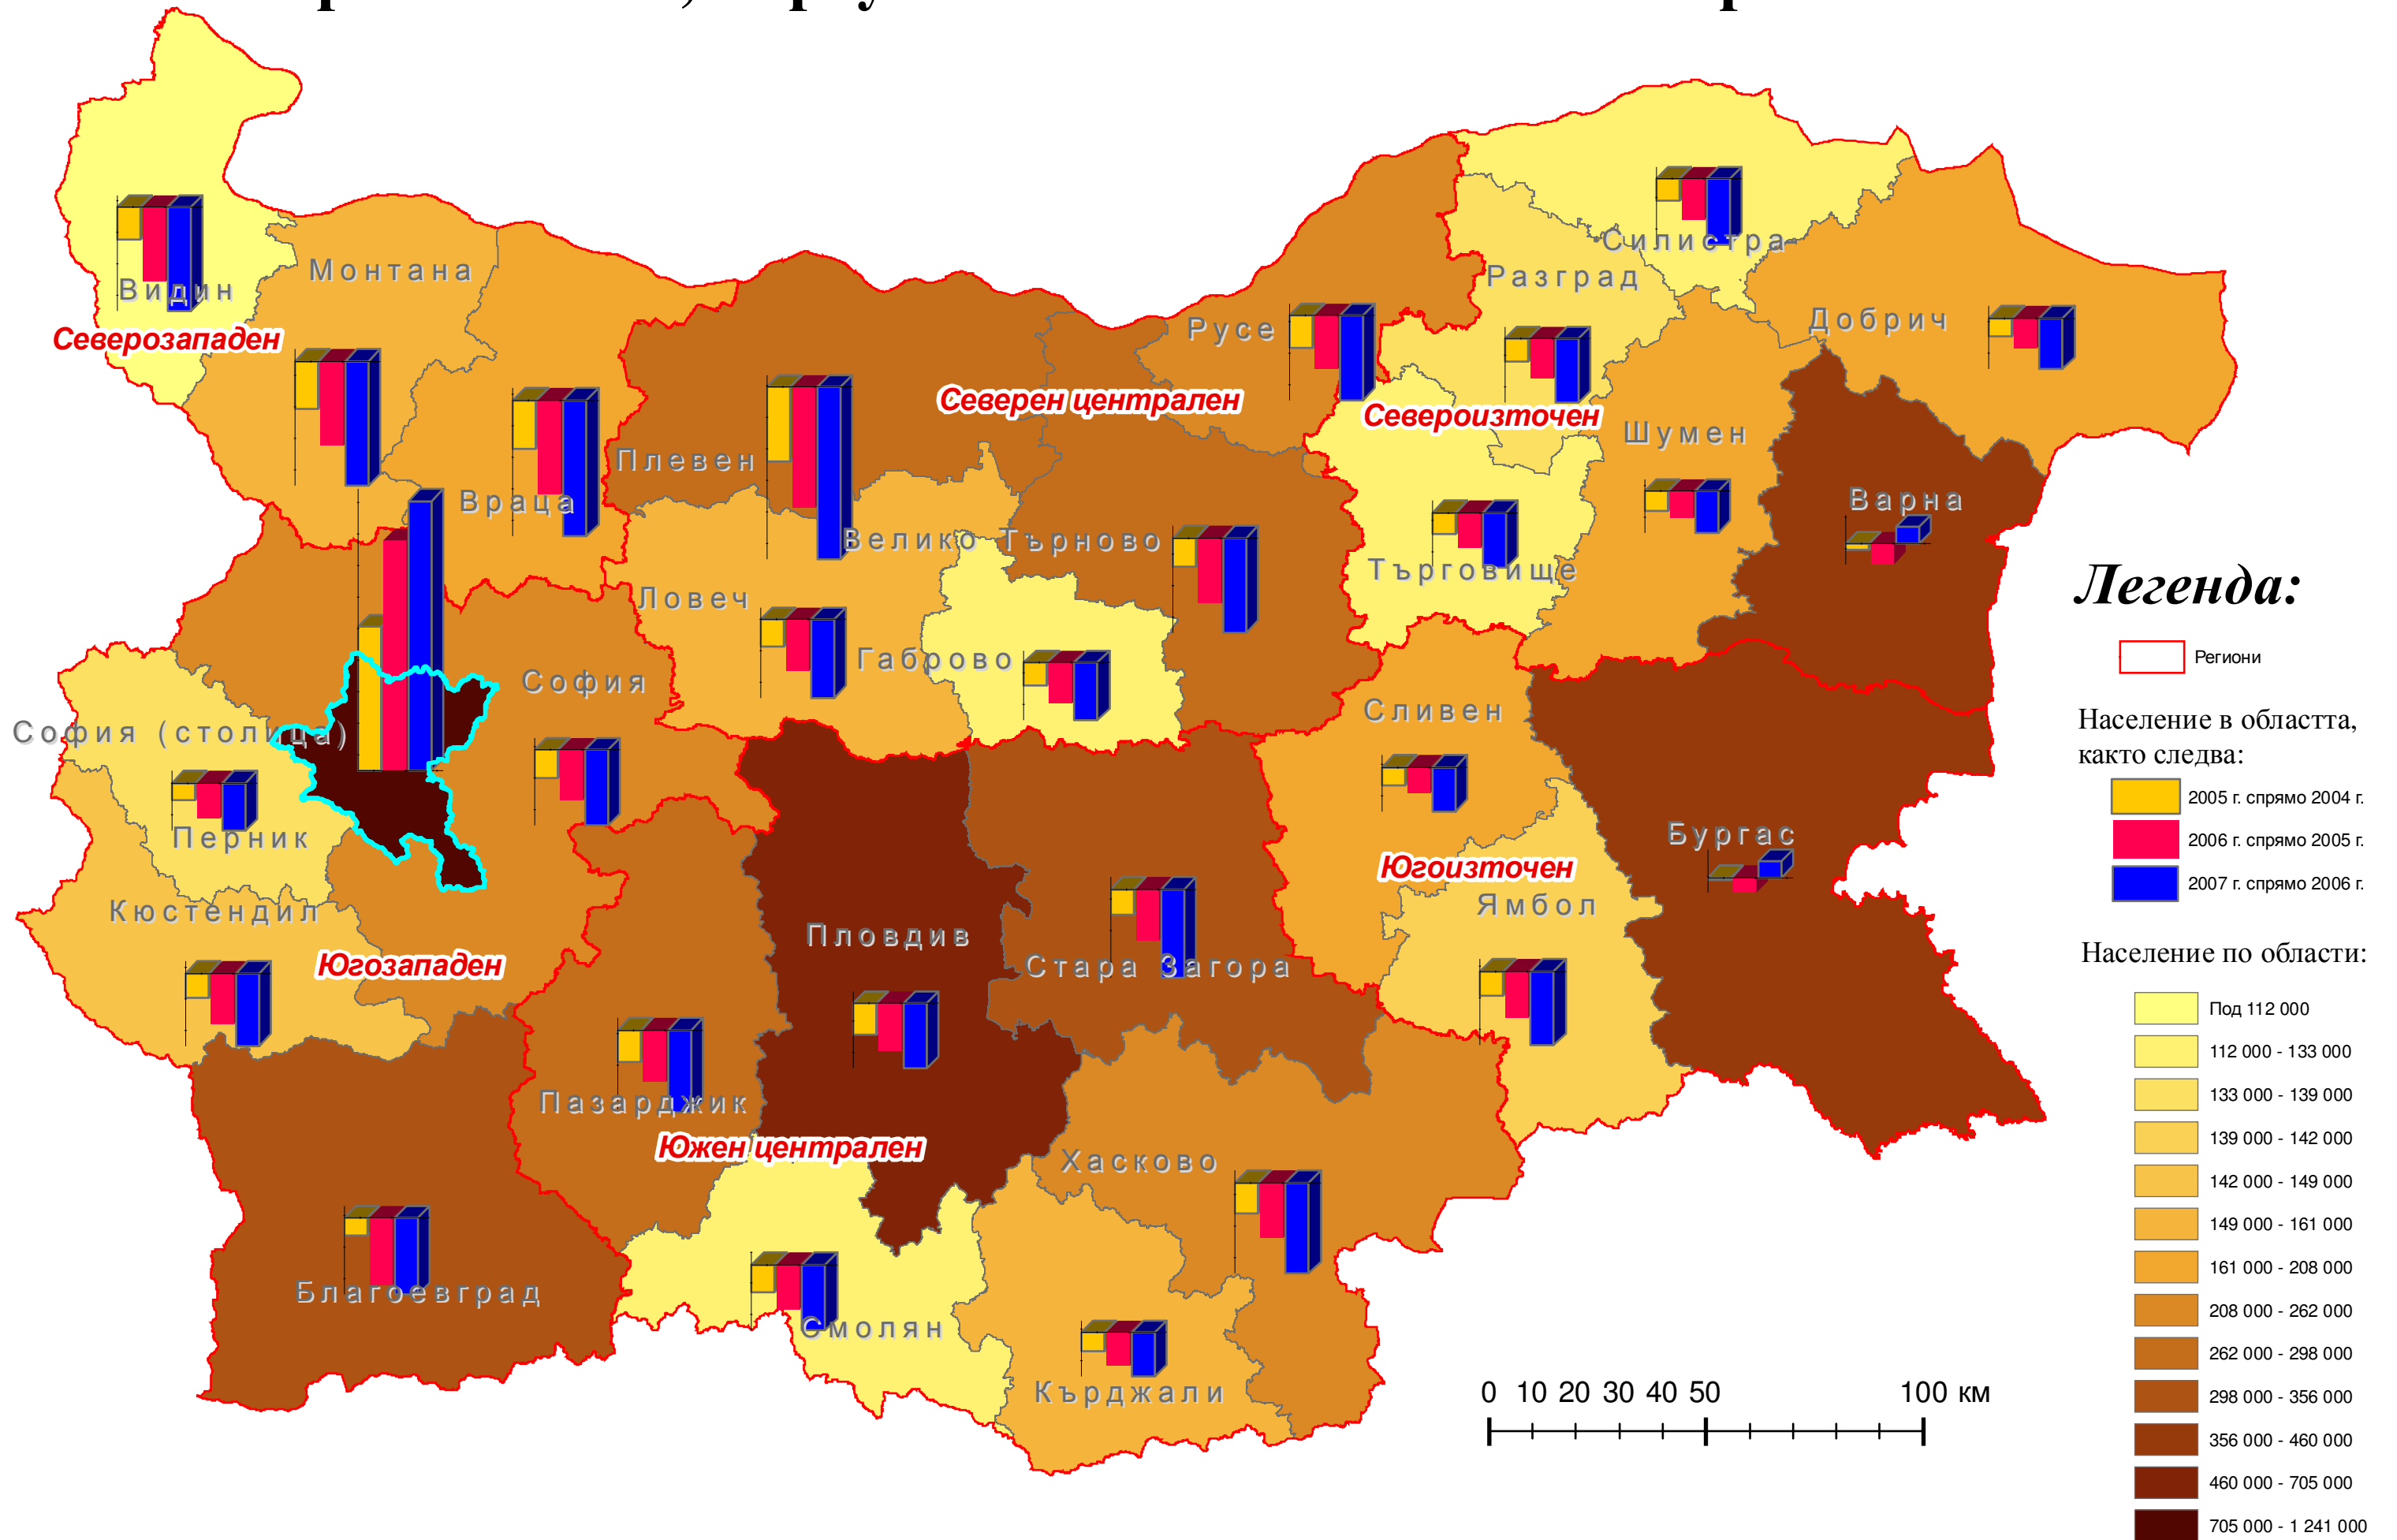 Видин
Северозападен
Монтана
Враца
Плевен
Северен централен
Русе
Разград
Силистра
Добрич
Североизточен
Шумен
Варна
Търговище
Велико Търново
Ловеч
Габрово
София
София (столица)
Перник
Кюстендил
Югозападен
Благоевград
Пловдив
Стара Загора
Пазарджик
Южен централен
Смолян
Хасково
Кърджали
Сливен
Югоизточен
Ямбол
Бургас
Легенда:
Региони
Население в областта,
както следва:
2005 г. спрямо 2004 г.
2006 г. спрямо 2005 г.
2007 г. спрямо 2006 г.
Население по области:
Под 112 000
112 000 - 133 000
133 000 - 139 000
139 000 - 142 000
142 000 - 149 000
149 000 - 161 000
161 000 - 208 000
208 000 - 262 000
262 000 - 298 000
298 000 - 356 000
356 000 - 460 000
460 000 - 705 000
705 000 - 1 241 000
0 10 20 30 40 50 100 км